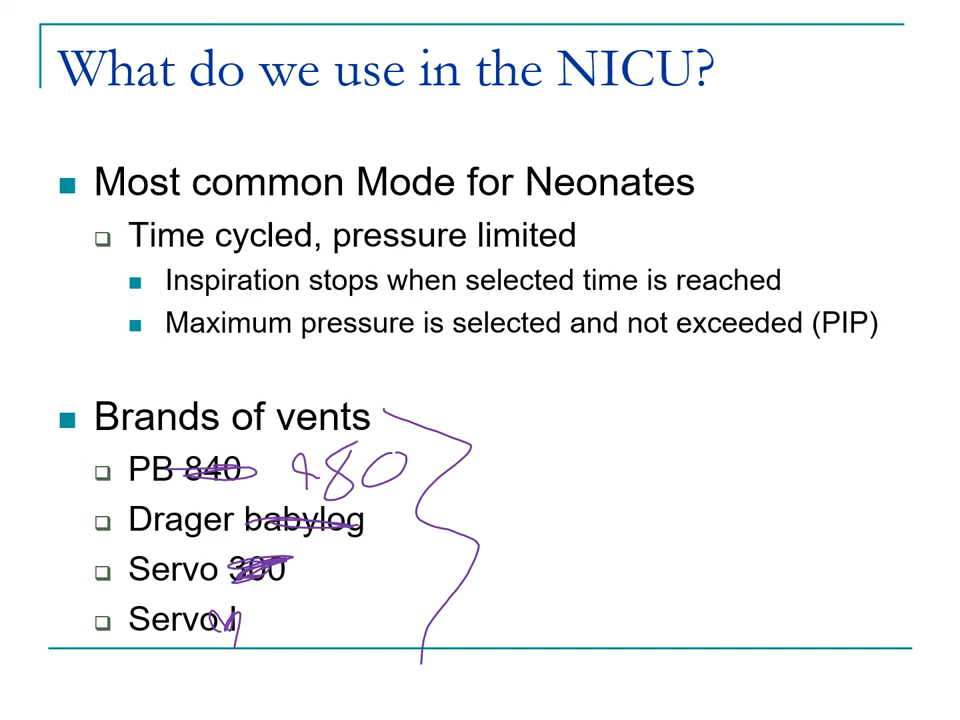 What do we use in the NICU?
Most common Mode for Neonates
Time cycled, pressure limited
Inspiration stops when selected time is reached
Maximum pressure is selected and not exceeded (PIP)
Brands of vents
PB 840 980
Drager babylog
Servo 300
Servo I